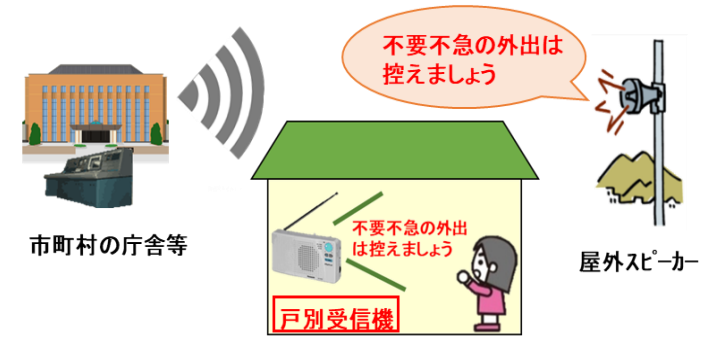 不要不急の外出は
控えましょう
不要不急の外出
は控えましょう
市町村の庁舎等
屋外スピーカー
戸別受信機